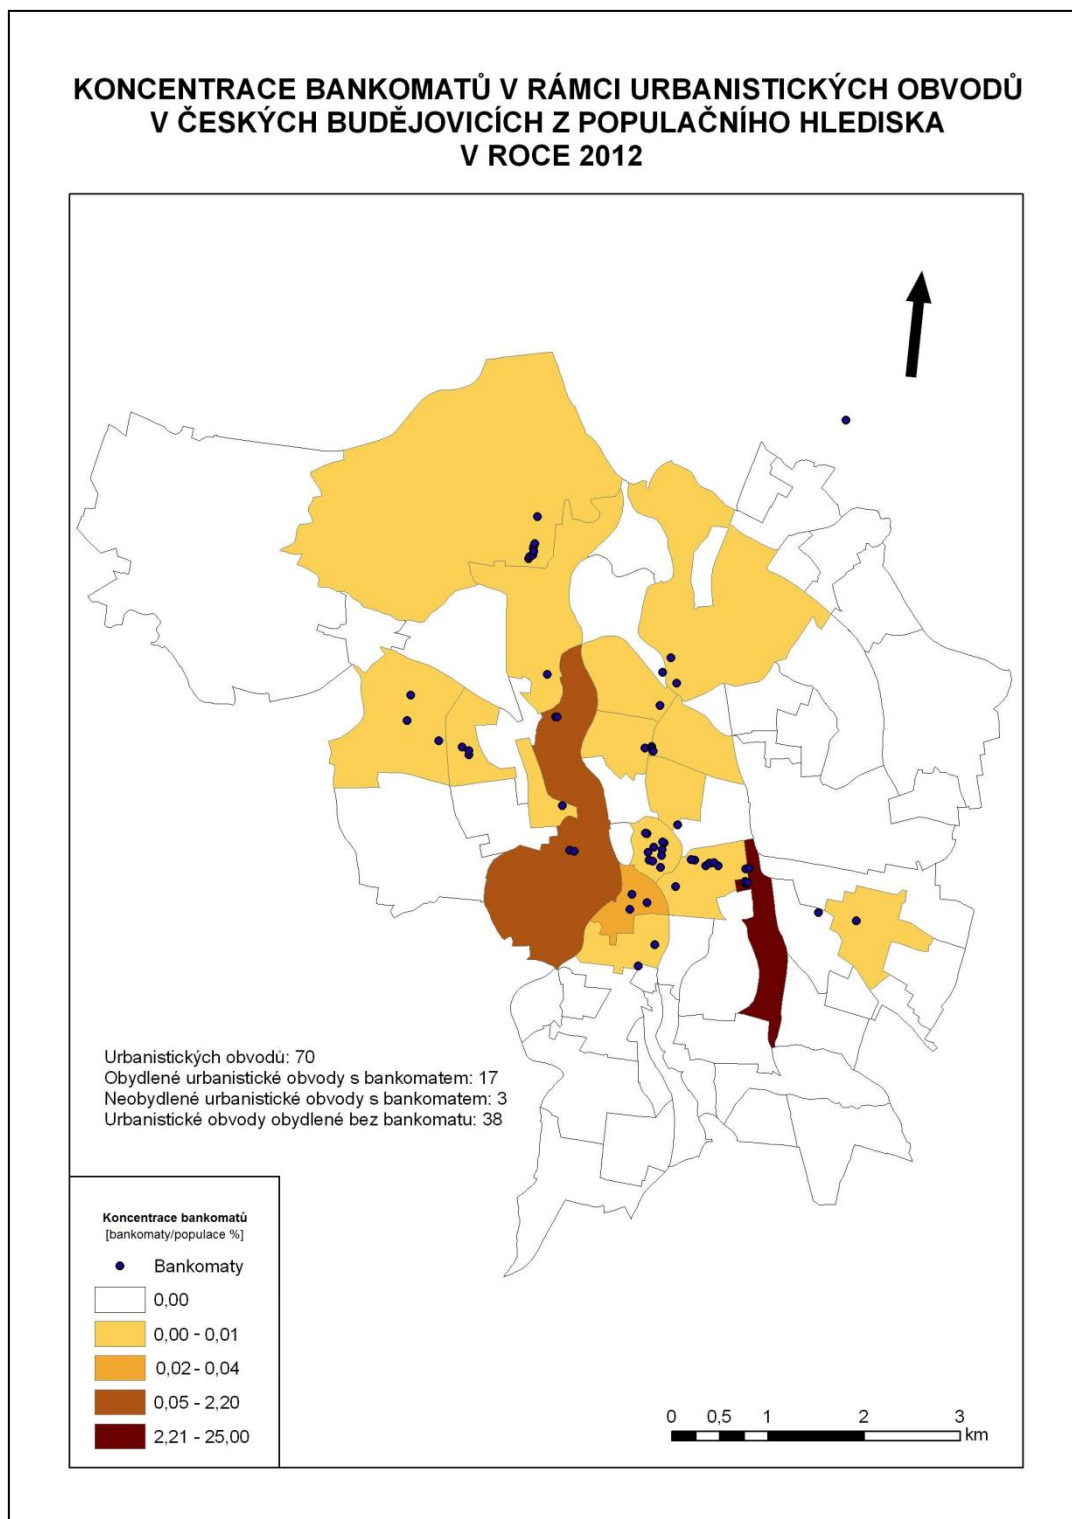 KONCENTRACE BANKOMATŮ V RÁMCI URBANISTICKÝCH OBVODŮ
V ČESKÝCH BUDĚJOVICÍCH Z POPULAČNÍHO HLEDISKA
V ROCE 2012
Urbanistických obvodů: 70
Obydlené urbanistické obvody s bankomatem: 17
Neobydlené urbanistické obvody s bankomatem: 3
Urbanistické obvody obydlené bez bankomatu: 38
Koncentrace bankomatů
[bankomaty/populace %]
Bankomaty
0,00
0,00 - 0,01
0,02 - 0,04
0,05 - 2,20
2,21 - 25,00
0 0,5 1 2 3
km